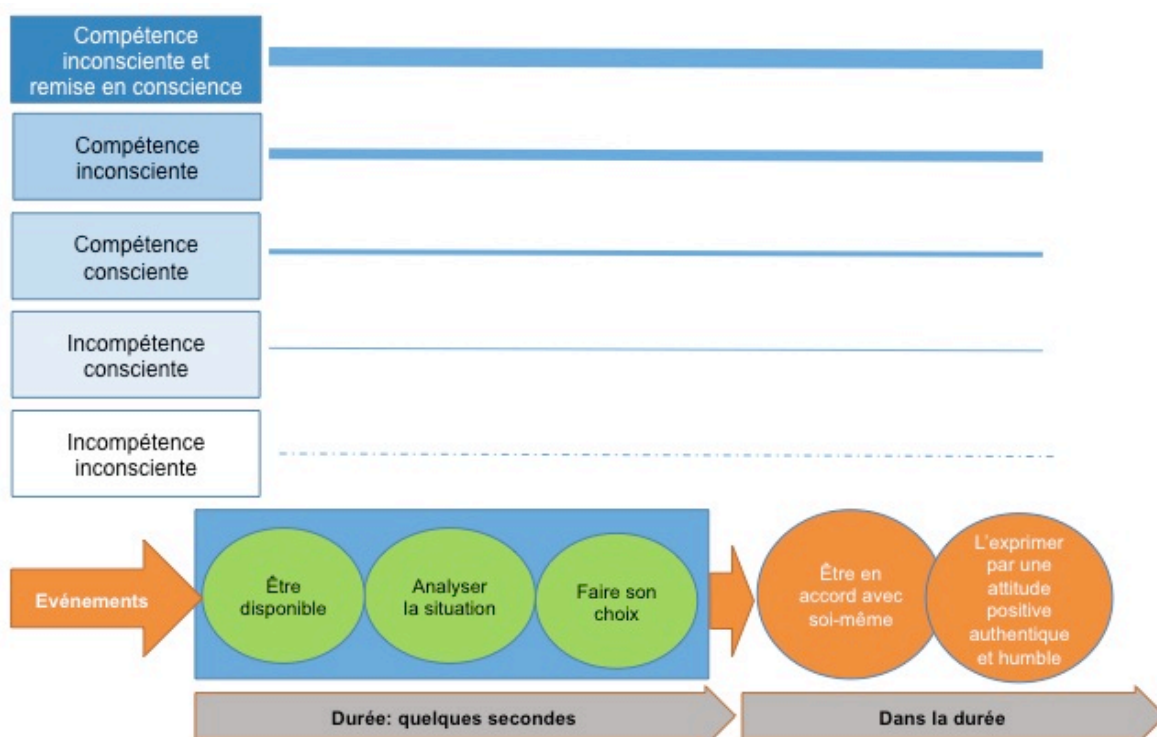 Compétence
inconsciente et
remise en conscience
Compétence
inconsciente
Compétence
consciente
Incompétence
consciente
Incompétence
inconsciente
Evénements
Être
disponible
Analyser
la situation
Faire son
choix
Être en
accord avec
soi-même
L'exprimer
par une
attitude
positive
authentique
et humble
Durée: quelques secondes
Dans la durée